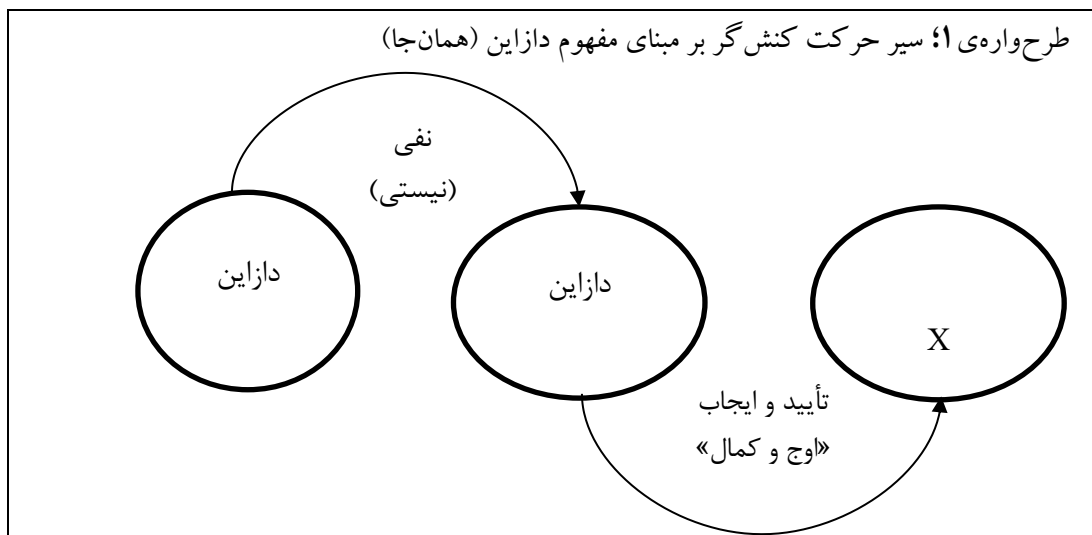 طرح‌واره‌ی ۱؛ سیر حرکت کنش‌گر بر مبنای مفهوم دازاین (همان‌جا)
نفی
(نیستی)
دازاین
دازاین
X
تأیید و ایجاب
«اوج و کمال»